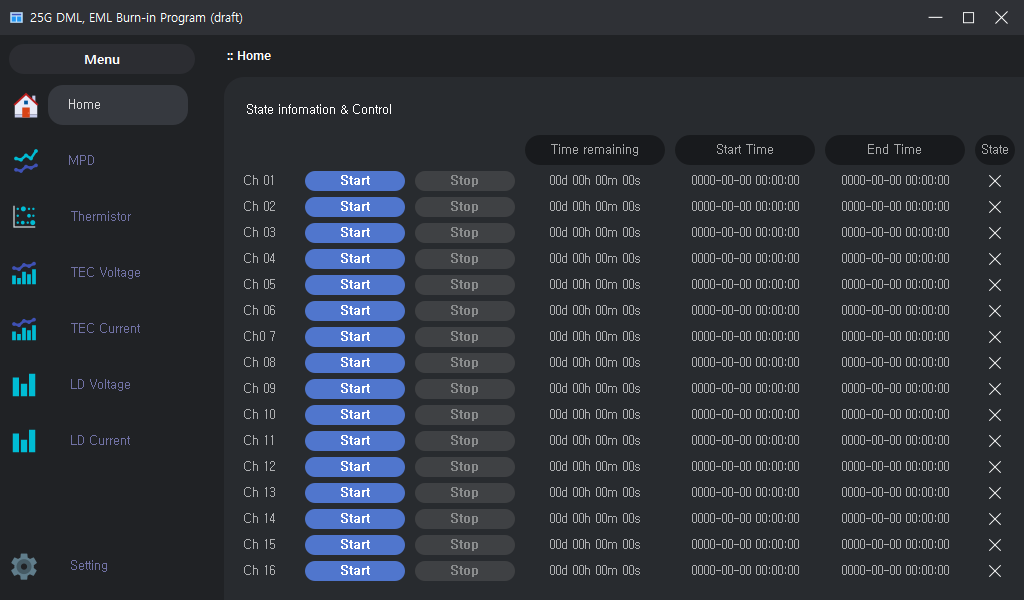 25G DML, EML Burn-in Program (draft)
Menu
:: Home
Home
MPD
Thermistor
TEC Voltage
TEC Current
LD Voltage
LD Current
Setting
State infomation & Control
Time remaining Start Time End Time State
Ch 01 Start Stop 00d 00h 00m 00s 0000-00-00 00:00:00 0000-00-00 00:00:00
Ch 02 Start Stop 00d 00h 00m 00s 0000-00-00 00:00:00 0000-00-00 00:00:00
Ch 03 Start Stop 00d 00h 00m 00s 0000-00-00 00:00:00 0000-00-00 00:00:00
Ch 04 Start Stop 00d 00h 00m 00s 0000-00-00 00:00:00 0000-00-00 00:00:00
Ch 05 Start Stop 00d 00h 00m 00s 0000-00-00 00:00:00 0000-00-00 00:00:00
Ch 06 Start Stop 00d 00h 00m 00s 0000-00-00 00:00:00 0000-00-00 00:00:00
Ch0 7 Start Stop 00d 00h 00m 00s 0000-00-00 00:00:00 0000-00-00 00:00:00
Ch 08 Start Stop 00d 00h 00m 00s 0000-00-00 00:00:00 0000-00-00 00:00:00
Ch 09 Start Stop 00d 00h 00m 00s 0000-00-00 00:00:00 0000-00-00 00:00:00
Ch 10 Start Stop 00d 00h 00m 00s 0000-00-00 00:00:00 0000-00-00 00:00:00
Ch 11 Start Stop 00d 00h 00m 00s 0000-00-00 00:00:00 0000-00-00 00:00:00
Ch 12 Start Stop 00d 00h 00m 00s 0000-00-00 00:00:00 0000-00-00 00:00:00
Ch 13 Start Stop 00d 00h 00m 00s 0000-00-00 00:00:00 0000-00-00 00:00:00
Ch 14 Start Stop 00d 00h 00m 00s 0000-00-00 00:00:00 0000-00-00 00:00:00
Ch 15 Start Stop 00d 00h 00m 00s 0000-00-00 00:00:00 0000-00-00 00:00:00
Ch 16 Start Stop 00d 00h 00m 00s 0000-00-00 00:00:00 0000-00-00 00:00:00